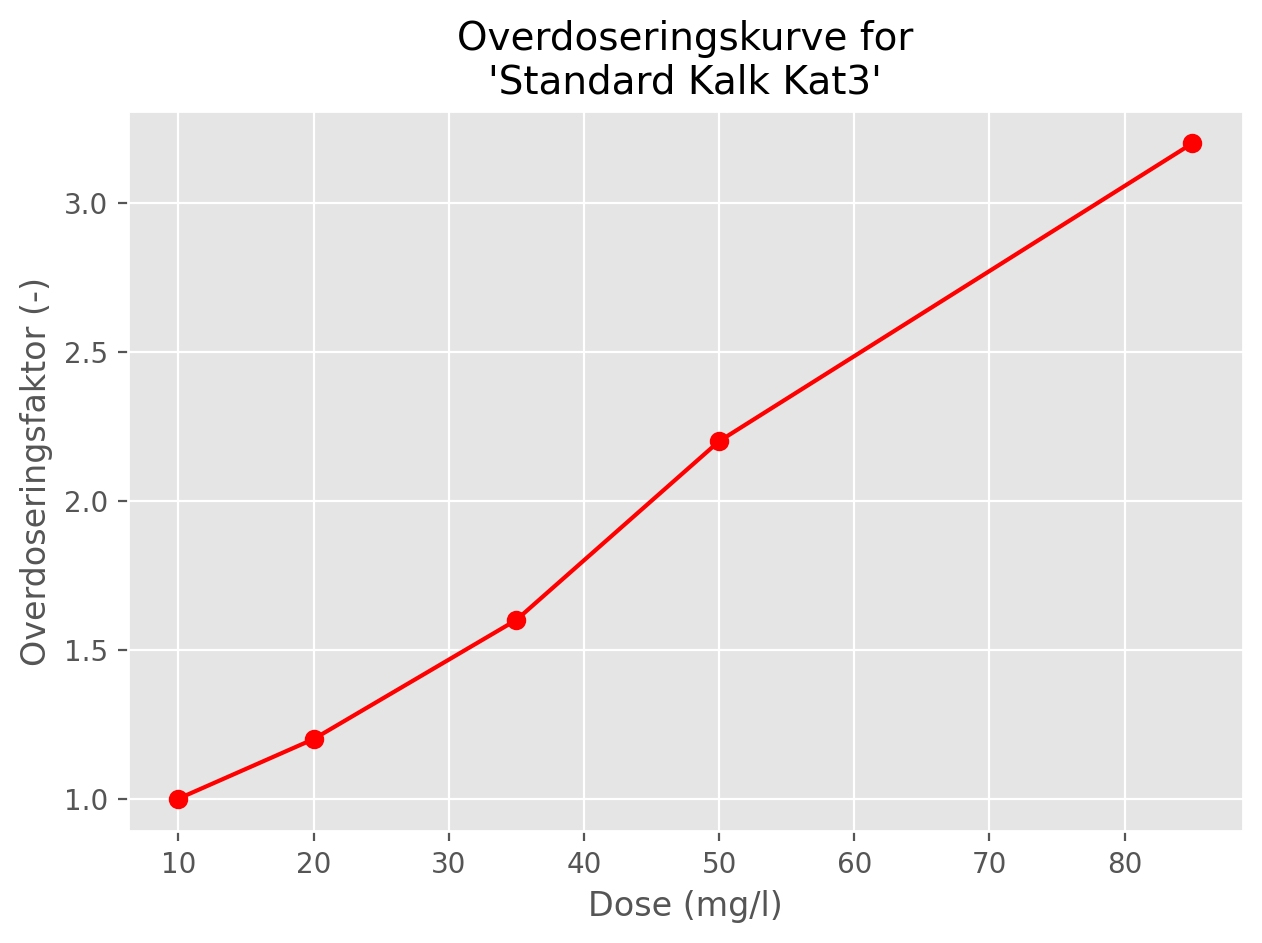 Overdoseringskurve for
'Standard Kalk Kat3'
Overdoseringsfaktor (-)
3.0
2.5
2.0
1.5
1.0
10 20 30 40 50 60 70 80
Dose (mg/l)